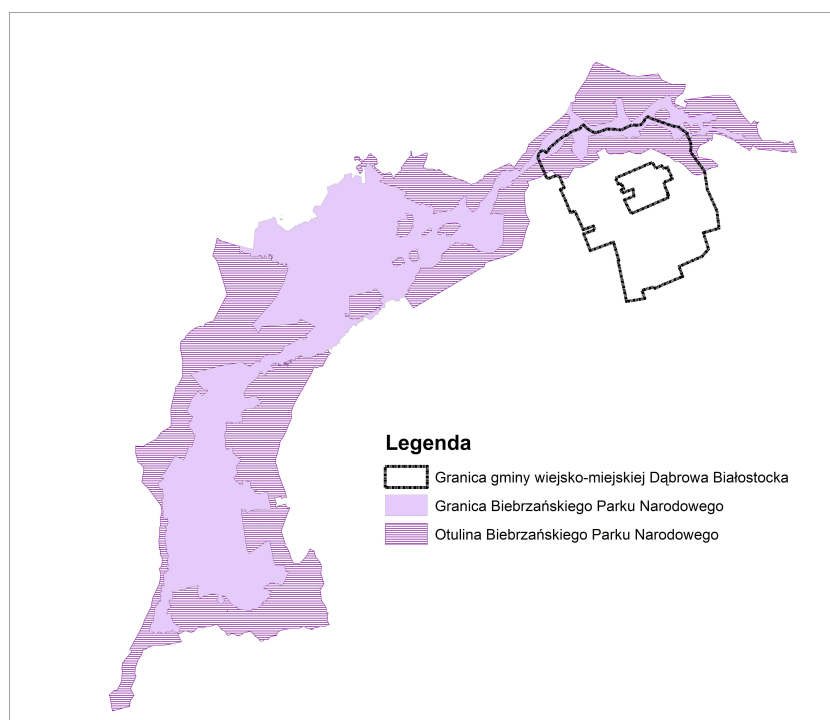 Legenda
Granica gminy wiejsko-miejskiej Dąbrowa Białostocka
Granica Biebrzańskiego Parku Narodowego
Otulina Biebrzańskiego Parku Narodowego